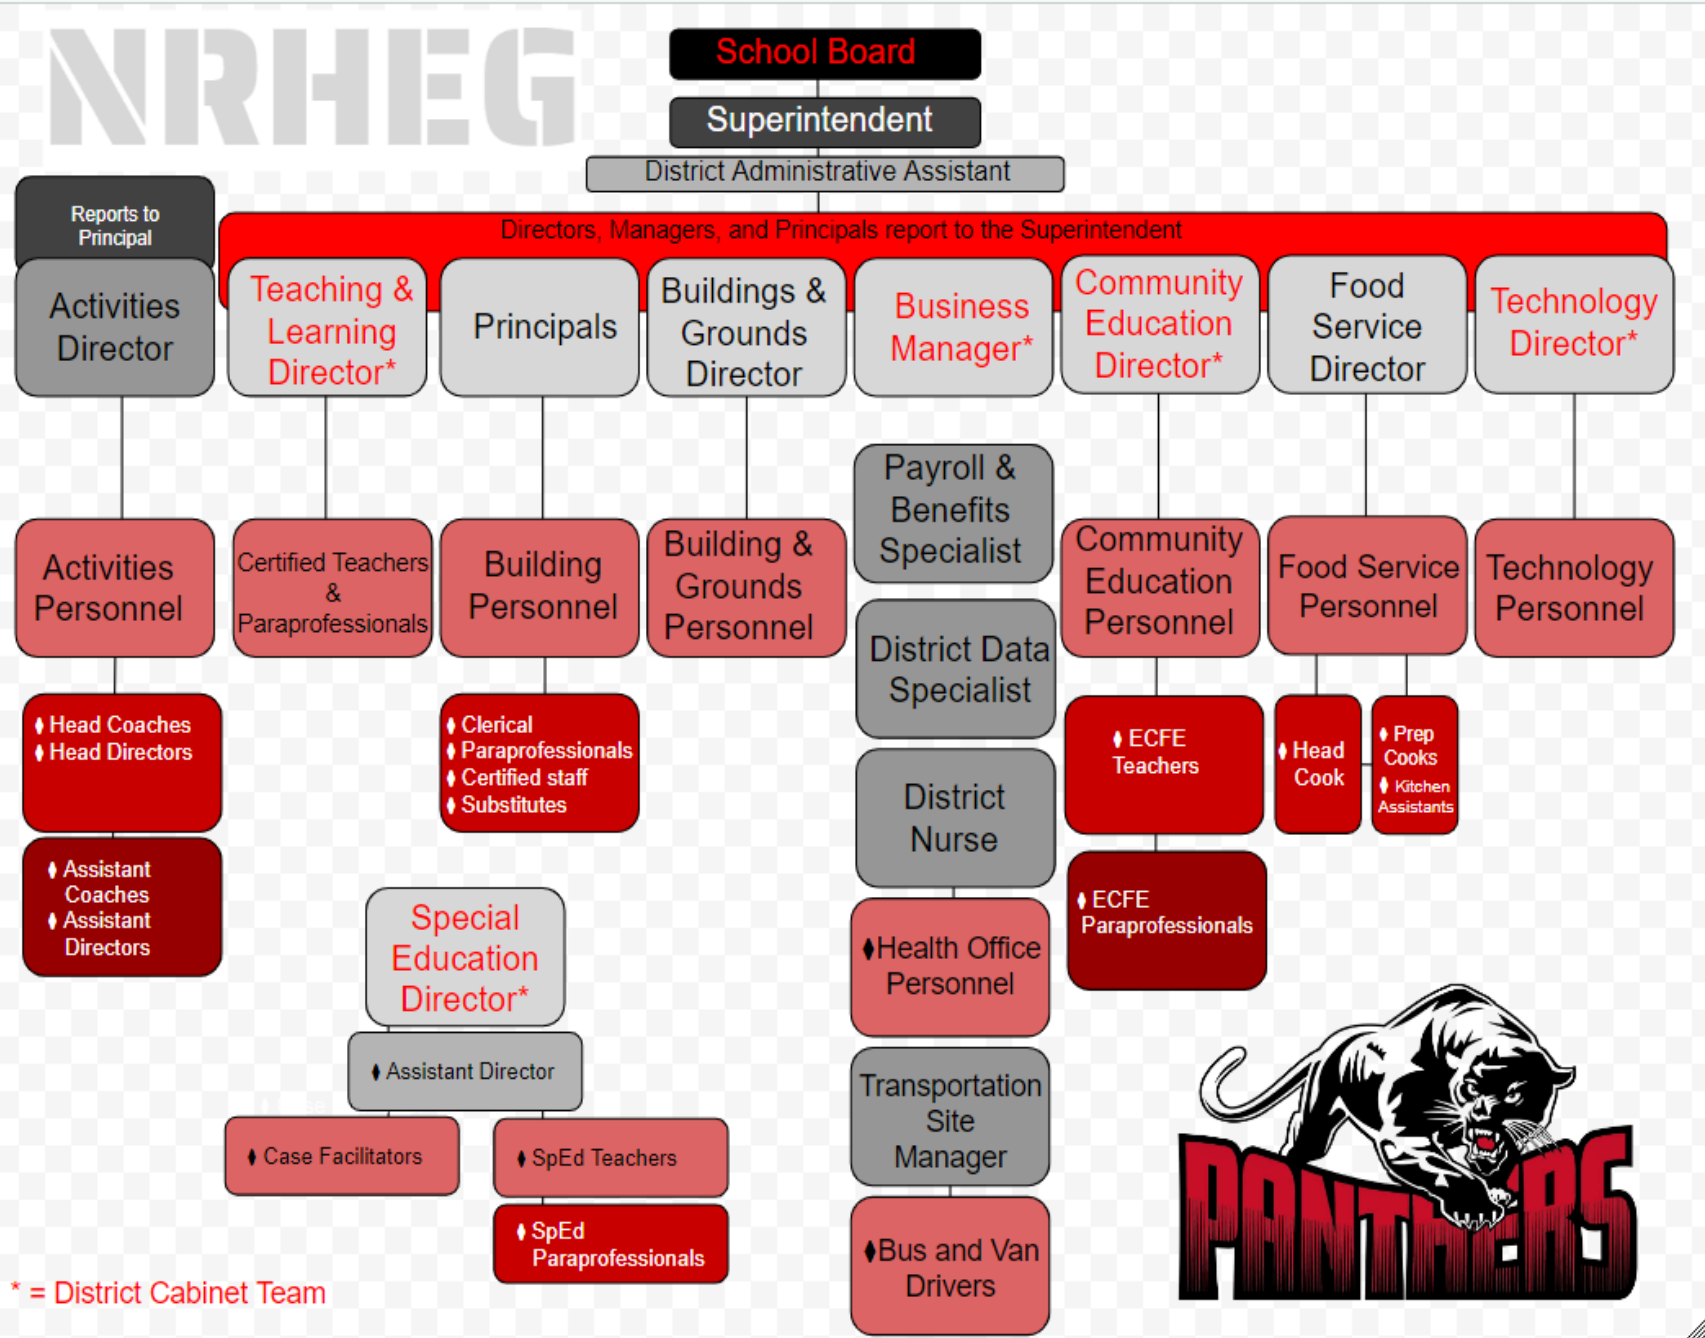 NRHEG
School Board
Superintendent
District Administrative Assistant
Reports to
Principal
Directors, Managers, and Principals report to the Superintendent
Activities
Director
Teaching &
Learning
Director*
Principals
Buildings &
Grounds
Director
Business
Manager*
Community
Education
Director*
Food
Service
Director
Technology
Director*
Activities
Personnel
Certified Teachers
&
Paraprofessionals
Building
Personnel
Building &
Grounds
Personnel
Payroll &
Benefits
Specialist
Community
Education
Personnel
Food Service
Personnel
Technology
Personnel
District Data
Specialist
Head Coaches
Head Directors
Clerical
Paraprofessionals
Certified staff
Substitutes
ECFE
Teachers
Head
Cook
Prep
Cooks
Kitchen
Assistants
District
Nurse
Assistant
Coaches
Assistant
Directors
ECFE
Paraprofessionals
Special
Education
Director*
Health Office
Personnel
Assistant Director
Transportation
Site
Manager
Case Facilitators
SpEd Teachers
SpEd
Paraprofessionals
Bus and Van
Drivers
PANTHERS
* = District Cabinet Team